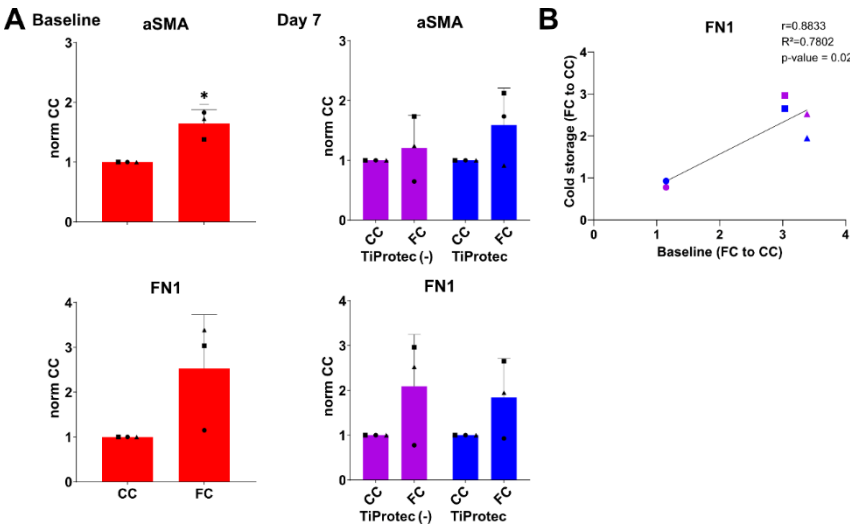 A Baseline
aSMA
norm CC
3
2
1
0
*
Day 7
aSMA
norm CC
3
2
1
0
CC FC CC FC
TiProtec (-) TiProtec
B
FN1
r=0.8833
R²=0.7802
p-value = 0.02
Cold storage (FC to CC)
4
3
2
1
0
0 1 2 3 4
Baseline (FC to CC)
FN1
norm CC
4
3
2
1
0
CC FC
FN1
norm CC
4
3
2
1
0
CC FC CC FC
TiProtec (-) TiProtec